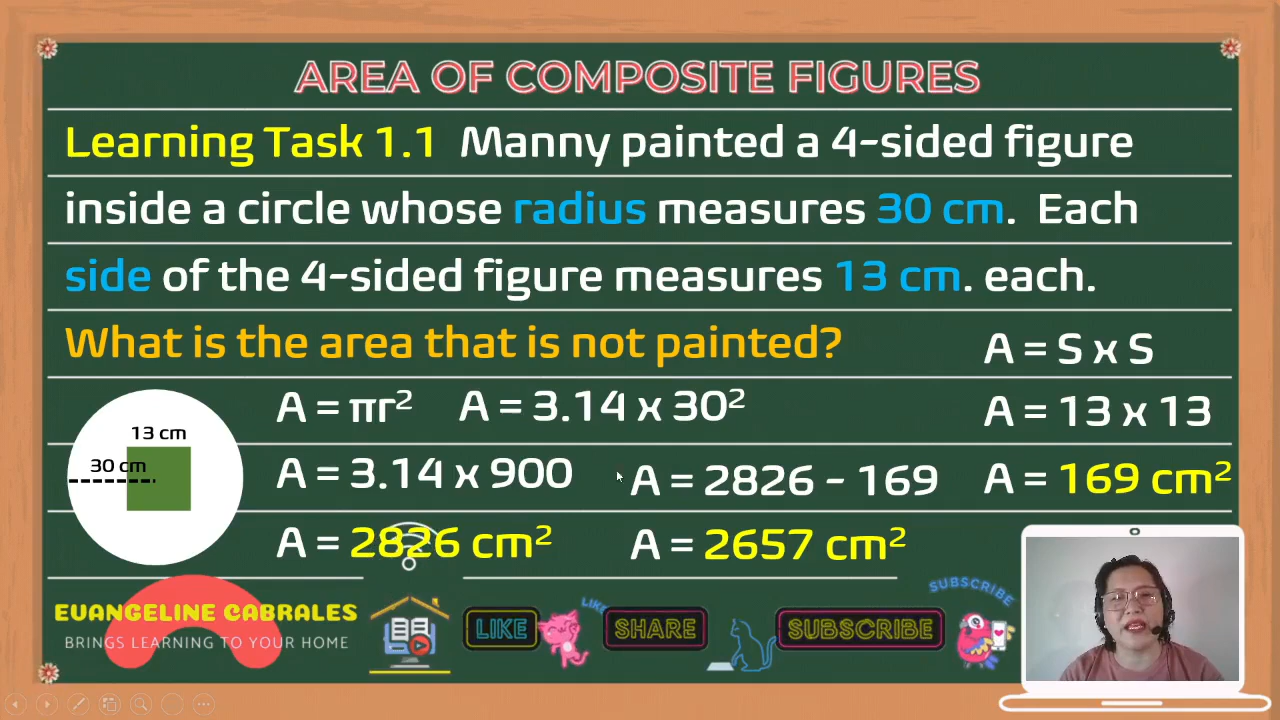 AREA OF COMPOSITE FIGURES
Learning Task 1.1 Manny painted a 4-sided figure
inside a circle whose radius measures 30 cm. Each
side of the 4-sided figure measures 13 cm. each.
What is the area that is not painted?
A = S x S
A = πr²
A = 3.14 x 30²
A = 13 x 13
13 cm
30 cm
A = 3.14 x 900
A = 2826 - 169
A = 169 cm²
A = 2826 cm²
A = 2657 cm²
EVANGELINE CABRALES
BRINGS LEARNING TO YOUR HOME
LIKE
LIKE
SHARE
SUBSCRIBE
SUBSCRIBE